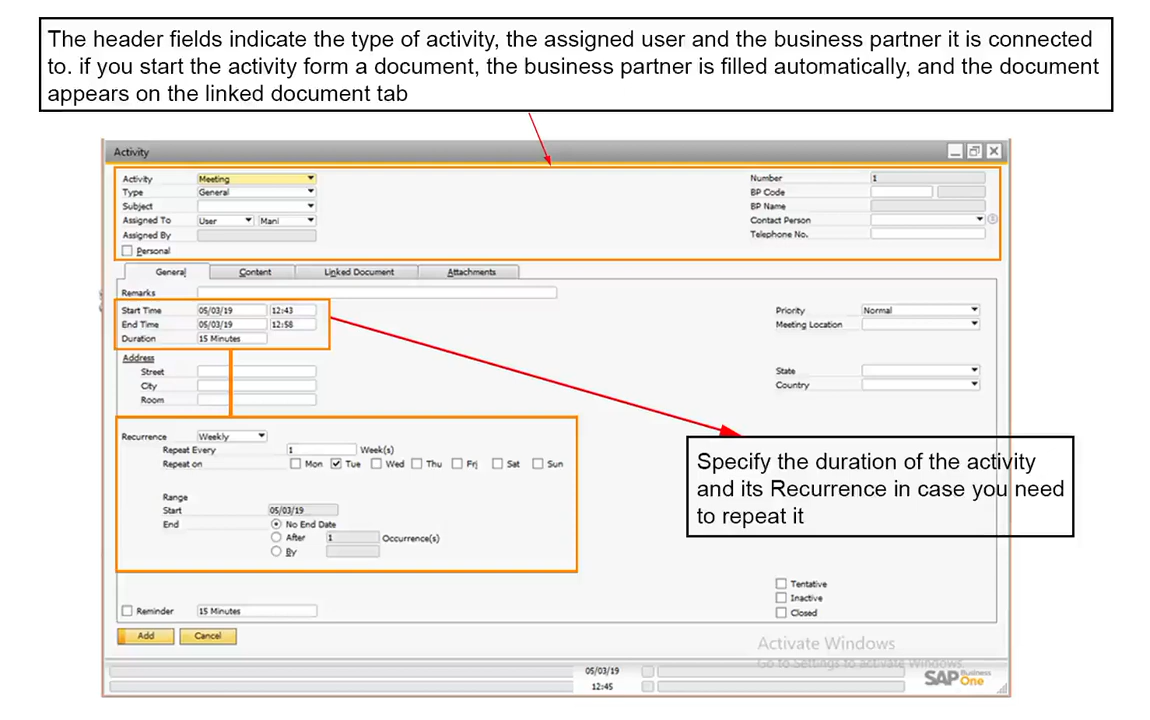 The header fields indicate the type of activity, the assigned user and the business partner it is connected
to. if you start the activity form a document, the business partner is filled automatically, and the document
appears on the linked document tab
Activity
Activity Meeting
Type General
Subject
Assigned To User Mani
Assigned By
Personal
Number 1
BP Code
BP Name
Contact Person
Telephone No.
General Content Linked Document Attachments
Remarks
Start Time 05/03/19 12:43
End Time 05/03/19 12:58
Duration 15 Minutes
Priority Normal
Meeting Location
Address
Street
City
Room
State
Country
Recurrence Weekly
Repeat Every 1 Week(s)
Repeat on Mon Tue Wed Thu Fri Sat Sun
Range
Start 05/03/19
End No End Date
After 1 Occurrence(s)
By
Specify the duration of the activity
and its Recurrence in case you need
to repeat it
Tentative
Inactive
Closed
Reminder 15 Minutes
Add Cancel
Activate Windows
Go to Settings to activate Windows.
05/03/19
12:45
SAP Business One